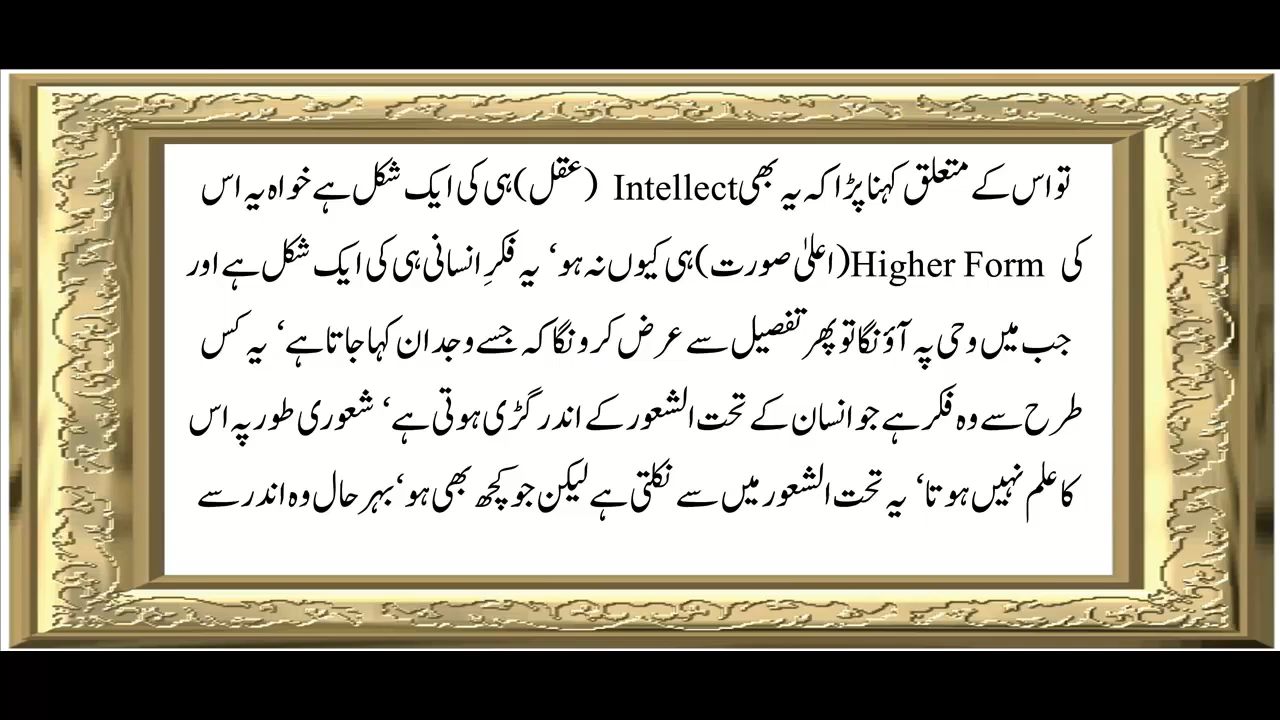 تو اس کے متعلق کہنا پڑا کہ یہ بھی Intellect (عقل) ہی کی ایک شکل ہے خواہ یہ اس
کی Higher Form (اعلیٰ صورت) ہی کیوں نہ ہو‘ یہ فکرِ انسانی ہی کی ایک شکل ہے اور
جب میں وحی پہ آؤنگا تو پھر تفصیل سے عرض کرونگا کہ جسے وجدان کہا جاتا ہے‘ یہ کس
طرح سے وہ فکر ہے جو انسان کے تحت الشعور کے اندر گڑی ہوتی ہے‘ شعوری طور پہ اس
کا علم نہیں ہوتا‘ یہ تحت الشعور میں سے نکلتی ہے لیکن جو کچھ بھی ہو‘ بہر حال وہ اندر سے